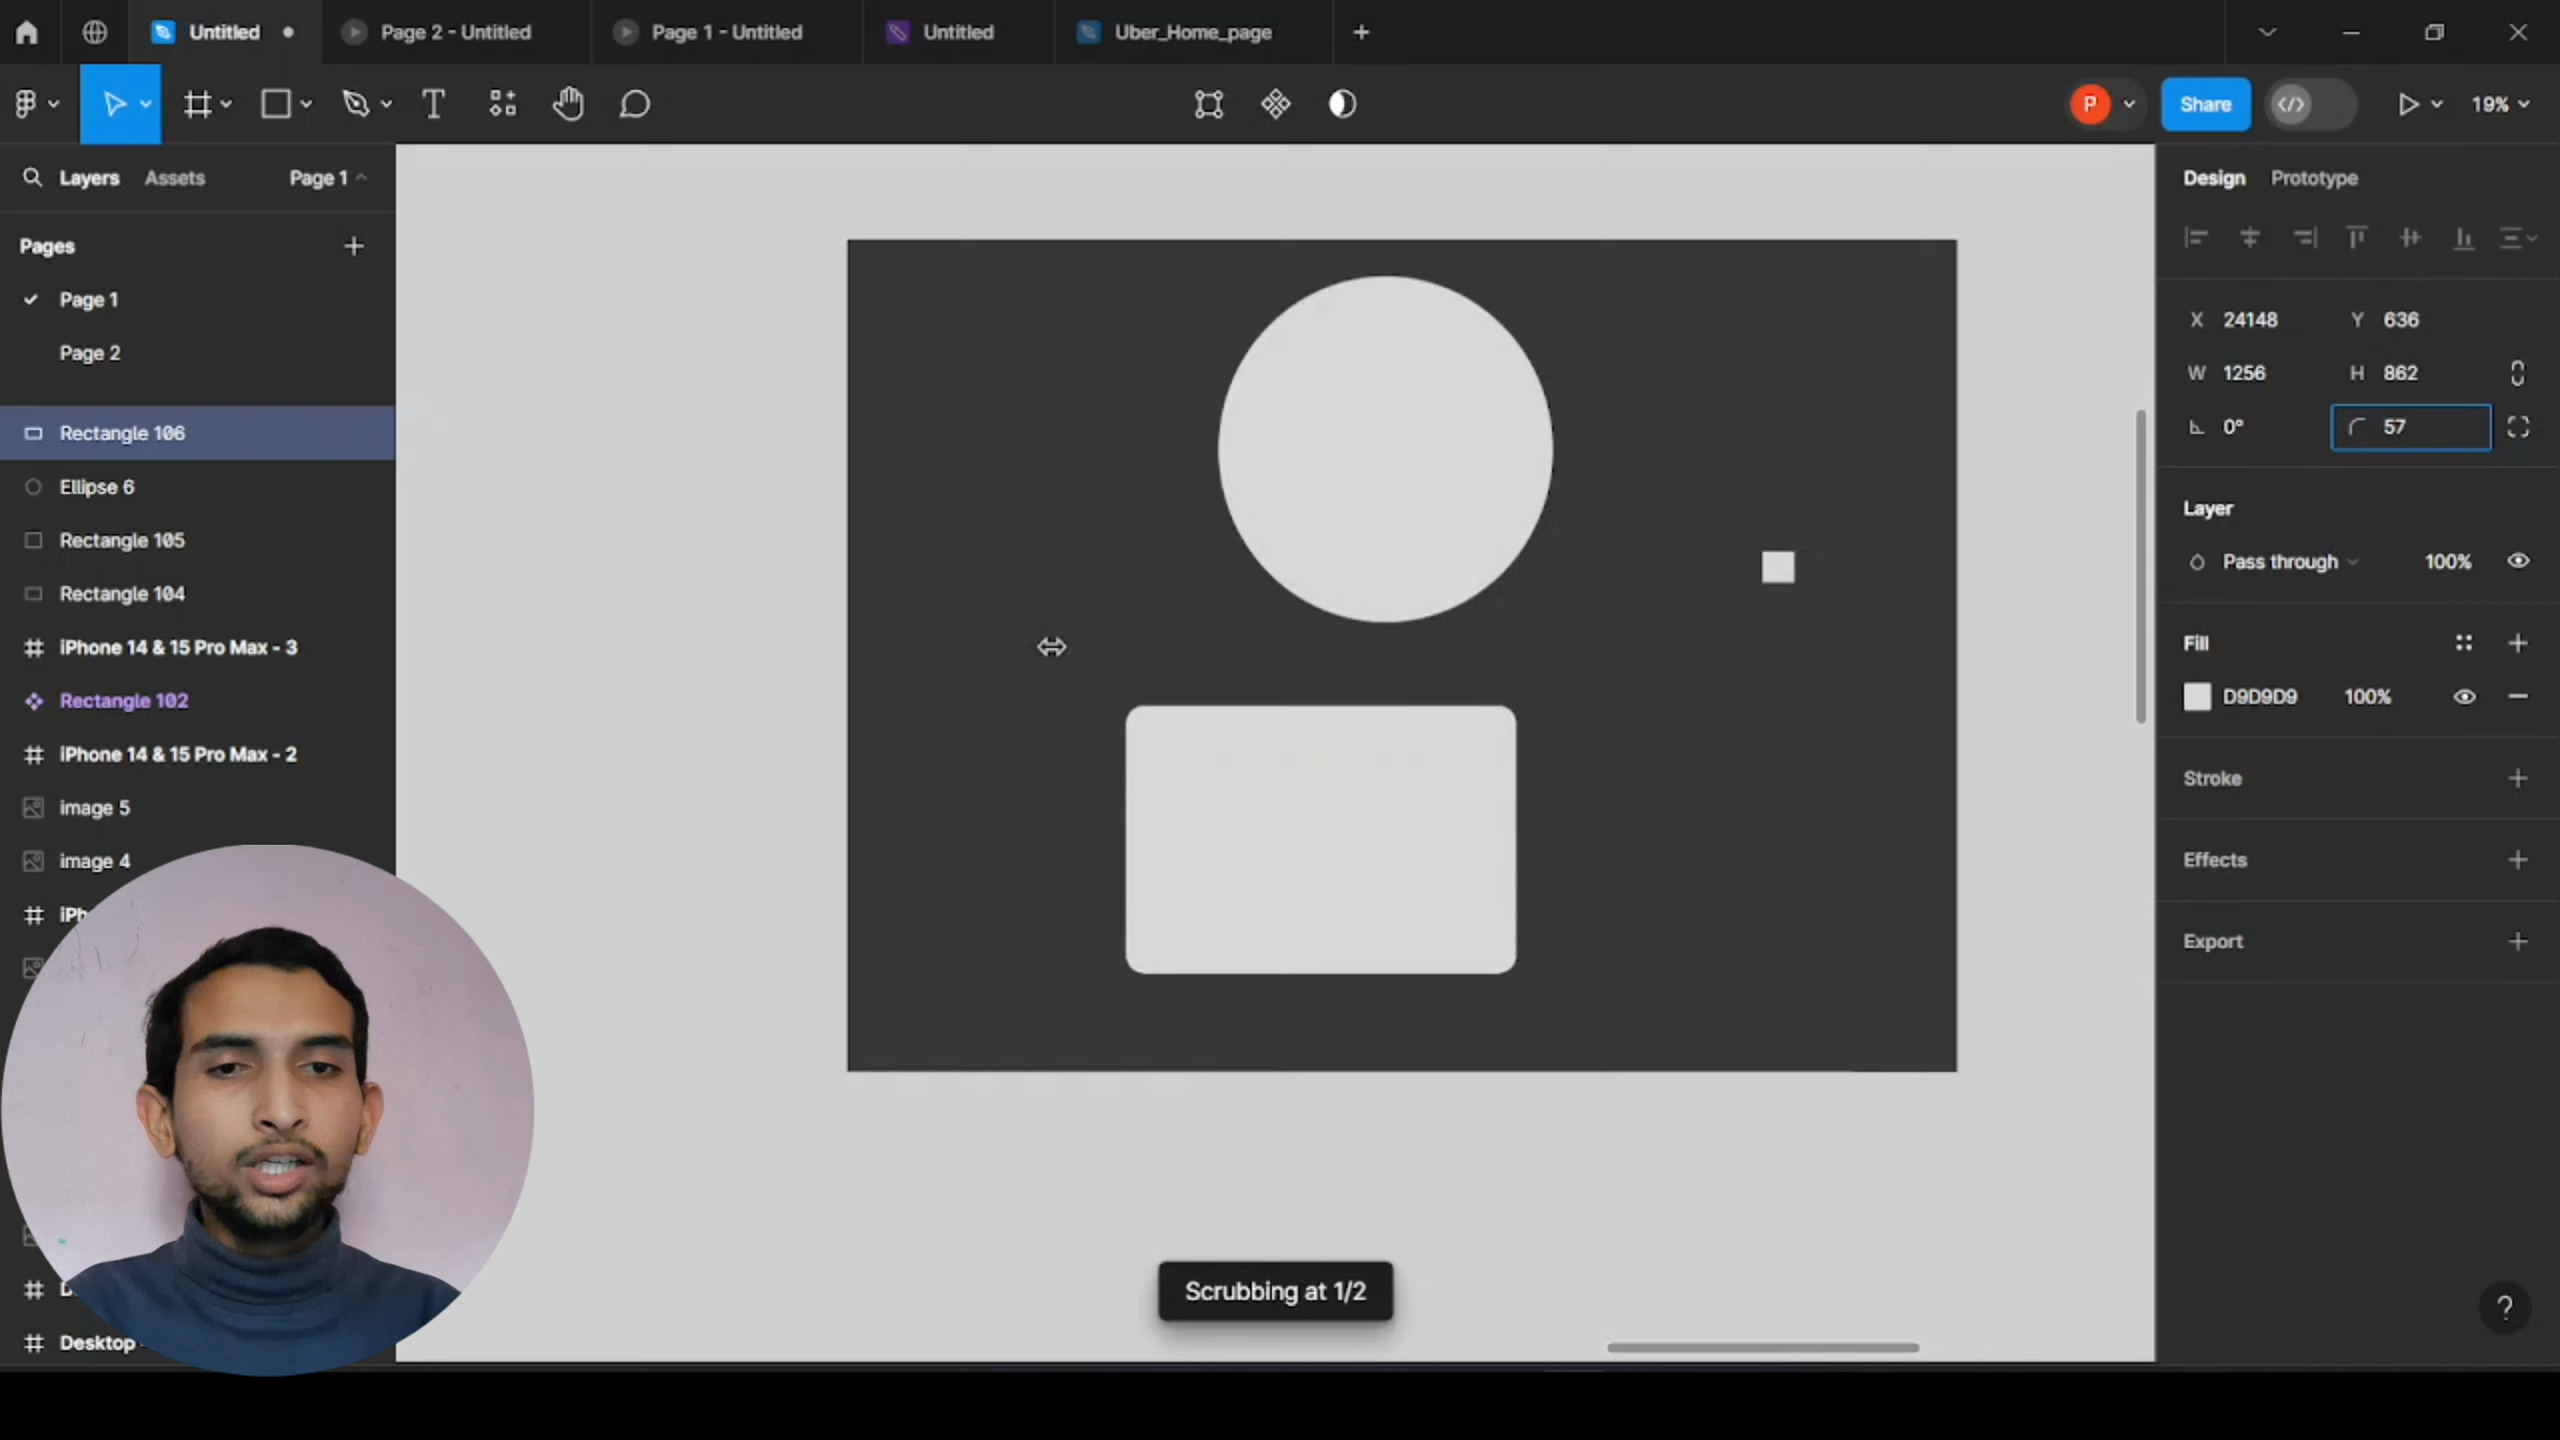 Untitled
Page 2 - Untitled
Page 1 - Untitled
Untitled
Uber_Home_page
P
Share
19%
Layers
Assets
Page 1
Pages
Page 1
Page 2
Rectangle 106
Ellipse 6
Rectangle 105
Rectangle 104
iPhone 14 & 15 Pro Max - 3
Rectangle 102
iPhone 14 & 15 Pro Max - 2
image 5
image 4
iPh
D
Desktop -
Scrubbing at 1/2
Design
Prototype
X 24148
Y 636
W 1256
H 862
0°
57
Layer
Pass through
100%
Fill
D9D9D9
100%
Stroke
Effects
Export
?